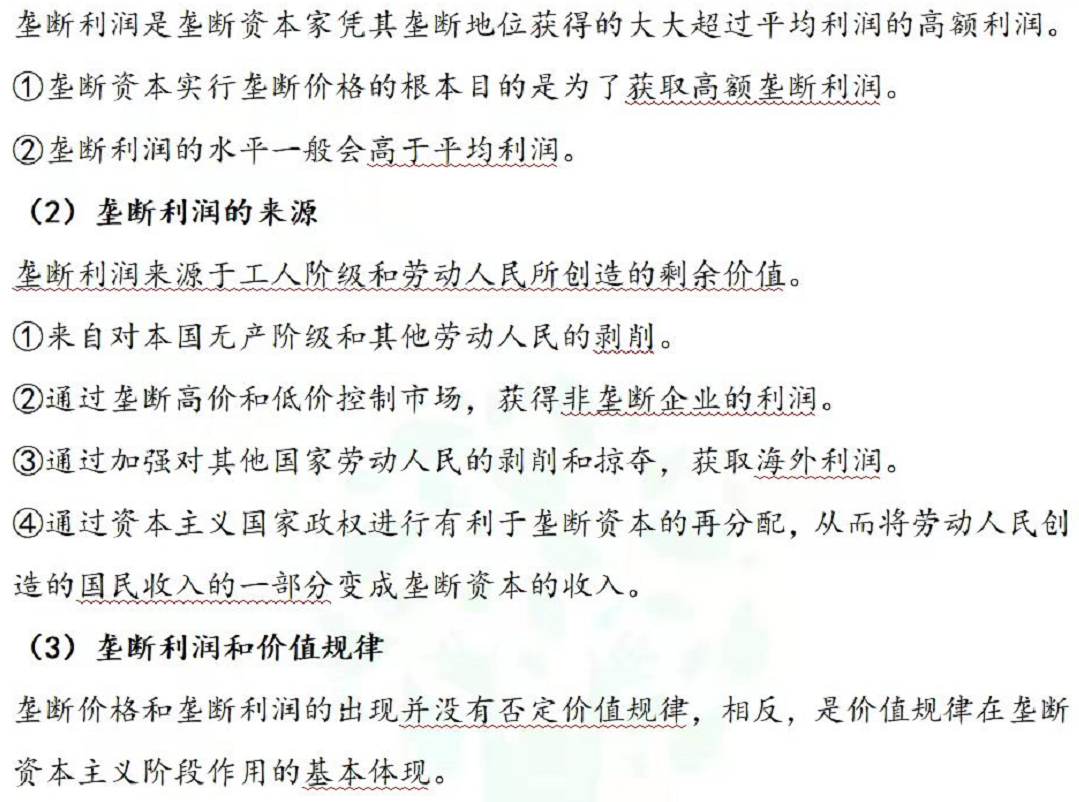 垄断利润是垄断资本家凭其垄断地位获得的大大超过平均利润的高额利润。
①垄断资本实行垄断价格的根本目的是为了获取高额垄断利润。
②垄断利润的水平一般会高于平均利润。
（2）垄断利润的来源
垄断利润来源于工人阶级和劳动人民所创造的剩余价值。
①来自对本国无产阶级和其他劳动人民的剥削。
②通过垄断高价和低价控制市场，获得非垄断企业的利润。
③通过加强对其他国家劳动人民的剥削和掠夺，获取海外利润。
④通过资本主义国家政权进行有利于垄断资本的再分配，从而将劳动人民创
造的国民收入的一部分变成垄断资本的收入。
（3）垄断利润和价值规律
垄断价格和垄断利润的出现并没有否定价值规律，相反，是价值规律在垄断
资本主义阶段作用的基本体现。